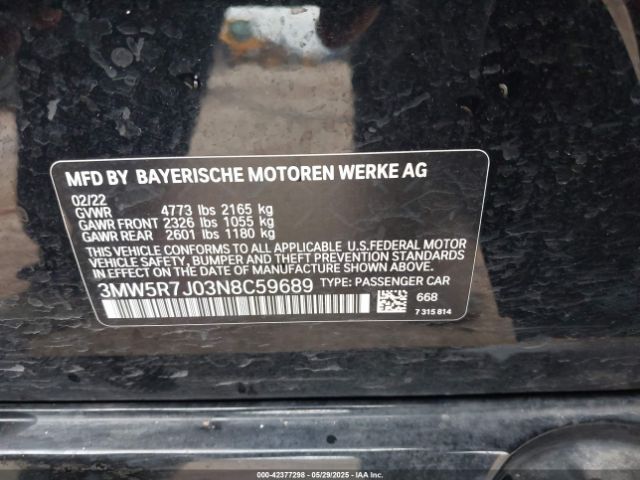 MFD BY BAYERISCHE MOTOREN WERKE AG
02/22
GVWR 4773 lbs 2165 kg
GAWR FRONT 2326 lbs 1055 kg
GAWR REAR 2601 lbs 1180 kg
THIS VEHICLE CONFORMS TO ALL APPLICABLE U.S.FEDERAL MOTOR
VEHICLE SAFETY, BUMPER, AND THEFT PREVENTION STANDARDS
IN EFFECT ON THE DATE OF MANUFACTURE SHOWN ABOVE.
3MW5R7J03N8C59689 TYPE: PASSENGER CAR
668
7 315 814
000-42377298 - 05/29/2025 - IAAI.COM